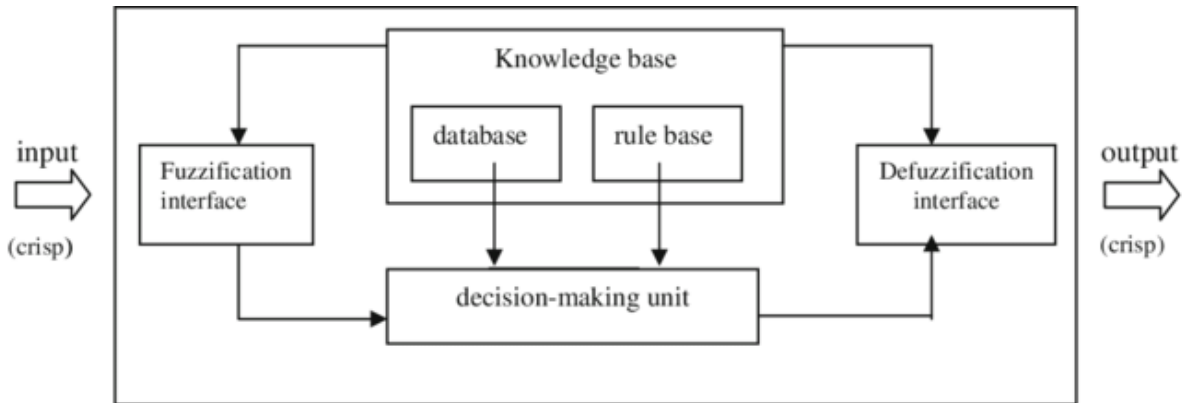 Knowledge base
database
rule base
input
(crisp)
Fuzzification
interface
Defuzzification
interface
output
(crisp)
decision-making unit